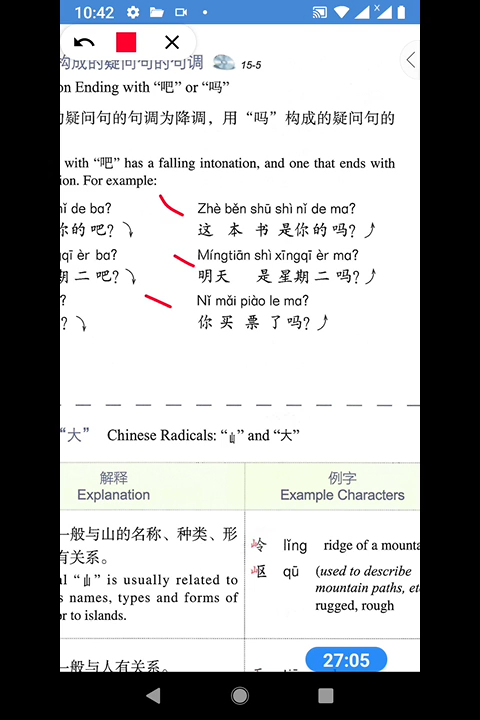 10:42
构成的疑问句的句调 15-5
on Ending with “吧” or “吗”
的疑问句的句调为降调，用“吗”构成的疑问句的
with “吧” has a falling intonation, and one that ends with
ion. For example:
nǐ de ba?
你的吧?
Zhè běn shū shì nǐ de ma?
这 本 书 是你的吗?
qī èr ba?
期 二 吧?
Míngtiān shì xīngqī èr ma?
明天 是星期二吗?
?
?
Nǐ mǎi piào le ma?
你 买 票 了吗?
“大” Chinese Radicals: “山” and “大”
解释
Explanation
例字
Example Characters
一般与山的名称、种类、形
有关系。
al “山” is usually related to
s names, types and forms of
or to islands.
岭 lǐng ridge of a mounta
岖 qū (used to describe
mountain paths, etc
rugged, rough
一般与人有关系。
27:05